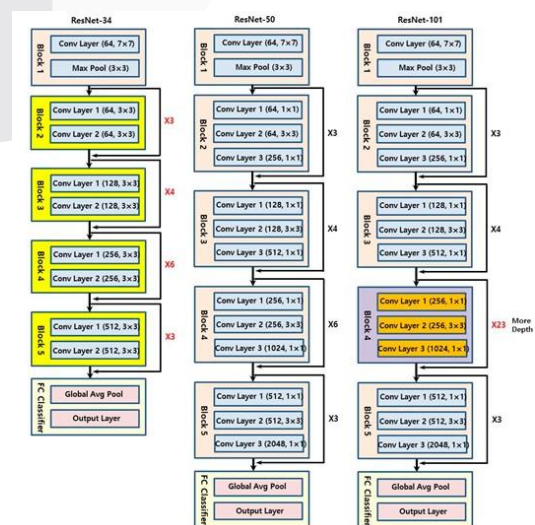 ResNet-34
Block 1
Conv Layer (64, 7×7)
Max Pool (3×3)
Block 2
Conv Layer 1 (64, 3×3)
Conv Layer 2 (64, 3×3)
X3
Block 3
Conv Layer 1 (128, 3×3)
Conv Layer 2 (128, 3×3)
X4
Block 4
Conv Layer 1 (256, 3×3)
Conv Layer 2 (256, 3×3)
X6
Block 5
Conv Layer 1 (512, 3×3)
Conv Layer 2 (512, 3×3)
X3
FC Classifier
Global Avg Pool
Output Layer
ResNet-50
Block 1
Conv Layer (64, 7×7)
Max Pool (3×3)
Block 2
Conv Layer 1 (64, 1×1)
Conv Layer 2 (64, 3×3)
Conv Layer 3 (256, 1×1)
X3
Block 3
Conv Layer 1 (128, 1×1)
Conv Layer 2 (128, 3×3)
Conv Layer 3 (512, 1×1)
X4
Block 4
Conv Layer 1 (256, 1×1)
Conv Layer 2 (256, 3×3)
Conv Layer 3 (1024, 1×1)
X6
Block 5
Conv Layer 1 (512, 1×1)
Conv Layer 2 (512, 3×3)
Conv Layer 3 (2048, 1×1)
X3
FC Classifier
Global Avg Pool
Output Layer
ResNet-101
Block 1
Conv Layer (64, 7×7)
Max Pool (3×3)
Block 2
Conv Layer 1 (64, 1×1)
Conv Layer 2 (64, 3×3)
Conv Layer 3 (256, 1×1)
X3
Block 3
Conv Layer 1 (128, 1×1)
Conv Layer 2 (128, 3×3)
Conv Layer 3 (512, 1×1)
X4
Block 4
Conv Layer 1 (256, 1×1)
Conv Layer 2 (256, 3×3)
Conv Layer 3 (1024, 1×1)
X23
More
Depth
Block 5
Conv Layer 1 (512, 1×1)
Conv Layer 2 (512, 3×3)
Conv Layer 3 (2048, 1×1)
X3
FC Classifier
Global Avg Pool
Output Layer